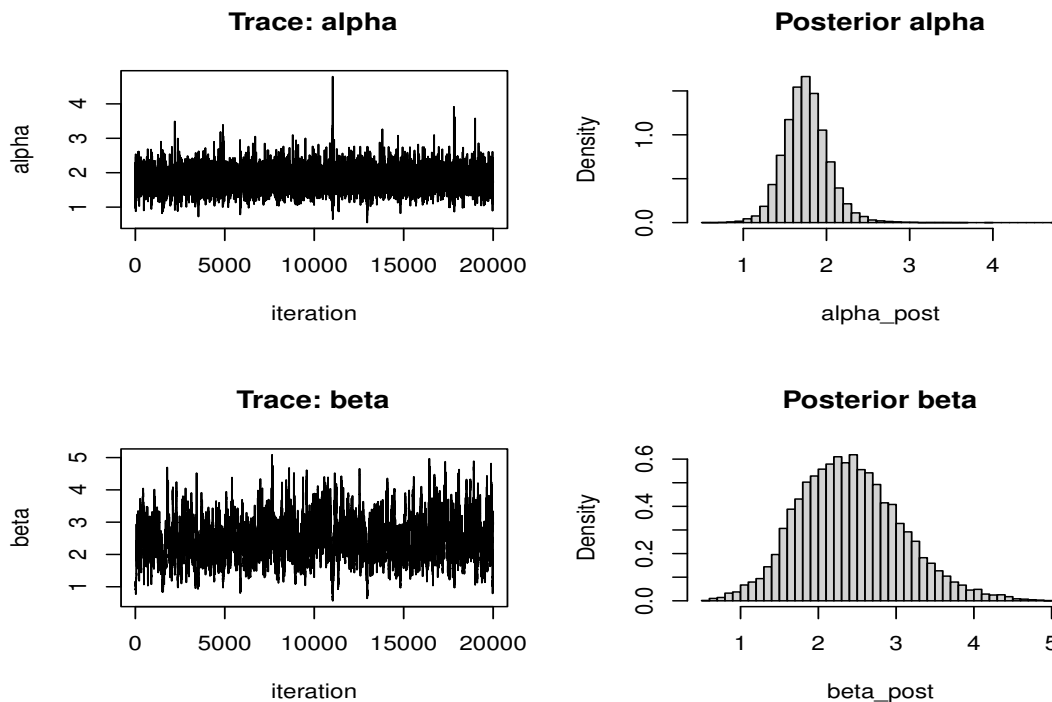 Trace: alpha
alpha
1 2 3 4
0 5000 10000 15000 20000
iteration
Posterior alpha
Density
0.0 1.0
1 2 3 4
alpha_post
Trace: beta
beta
1 2 3 4 5
0 5000 10000 15000 20000
iteration
Posterior beta
Density
0.0 0.2 0.4 0.6
1 2 3 4 5
beta_post